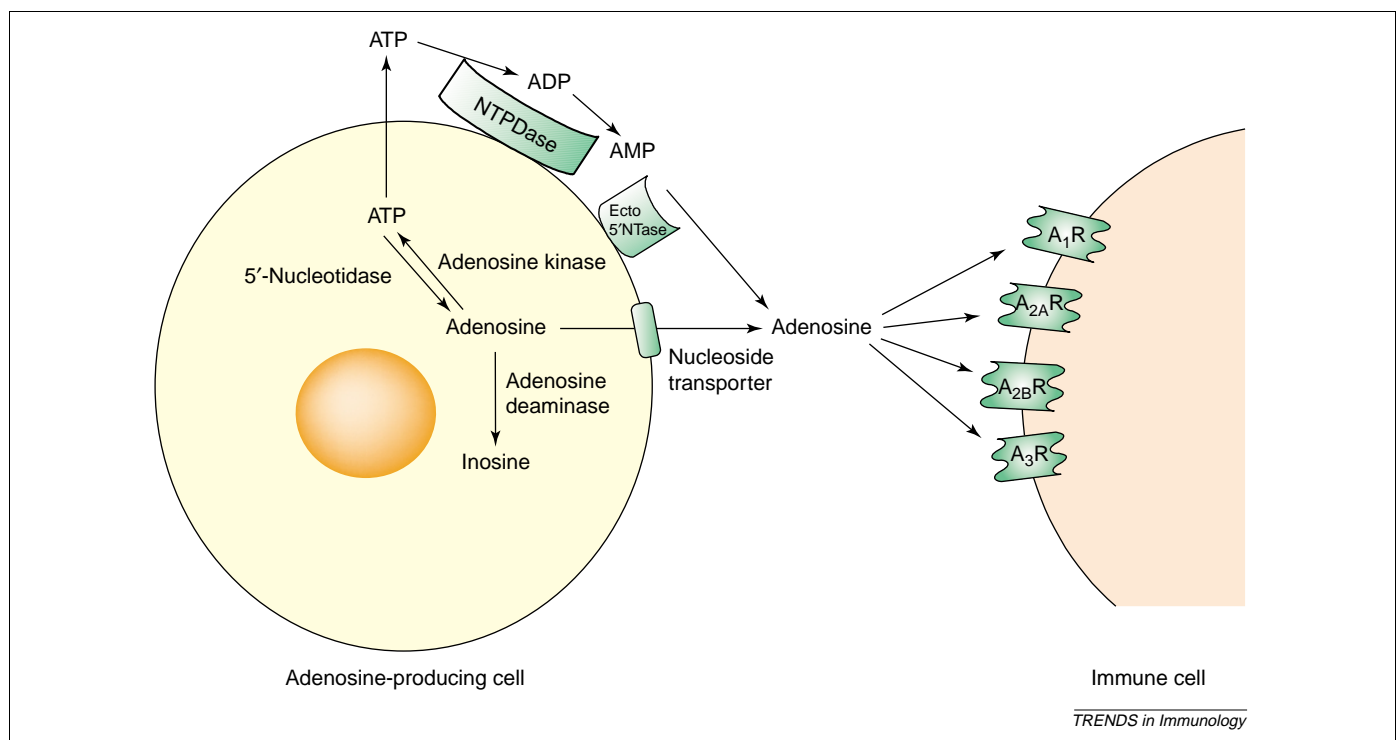 ATP
ADP
NTPDase
AMP
Ecto
5′NTase
ATP
5′-Nucleotidase
Adenosine kinase
Adenosine
Adenosine
Nucleoside
transporter
Adenosine
deaminase
Inosine
A1R
A2AR
A2BR
A3R
Adenosine-producing cell
Immune cell
TRENDS in Immunology